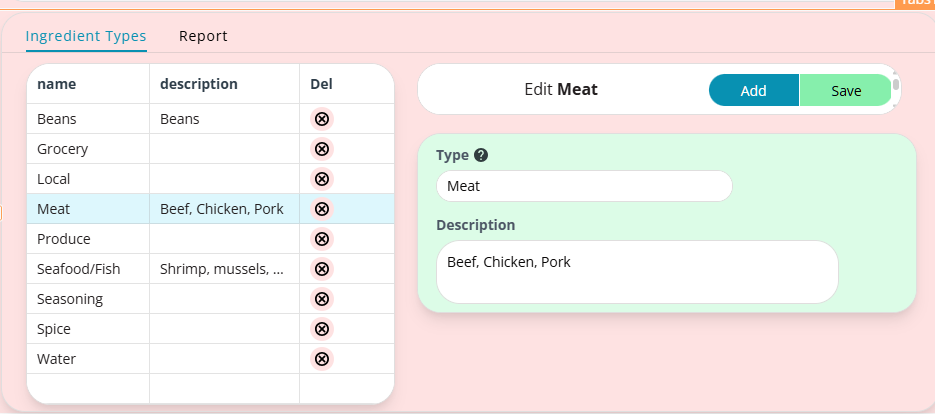 Ingredient Types Report
name description Del
Edit Meat Add Save
Beans Beans
Grocery
Local
Meat Beef, Chicken, Pork
Produce
Seafood/Fish Shrimp, mussels, ...
Seasoning
Spice
Water
Type ?
Meat
Description
Beef, Chicken, Pork